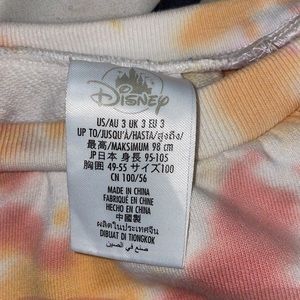 Disney
US/AU 3 UK 3 EU 3
UP TO/JUSQU'À/HASTA/สูงถึง/
最高/MAKSIMUM 98 cm
JP日本 身長 95-105
胸囲 49-55 サイズ100
CN 100/56
MADE IN CHINA
FABRIQUÉ EN CHINE
HECHO EN CHINA
中國製
ผลิตในประเทศจีน
DIBUAT DI TIONGKOK
صنع في الصين